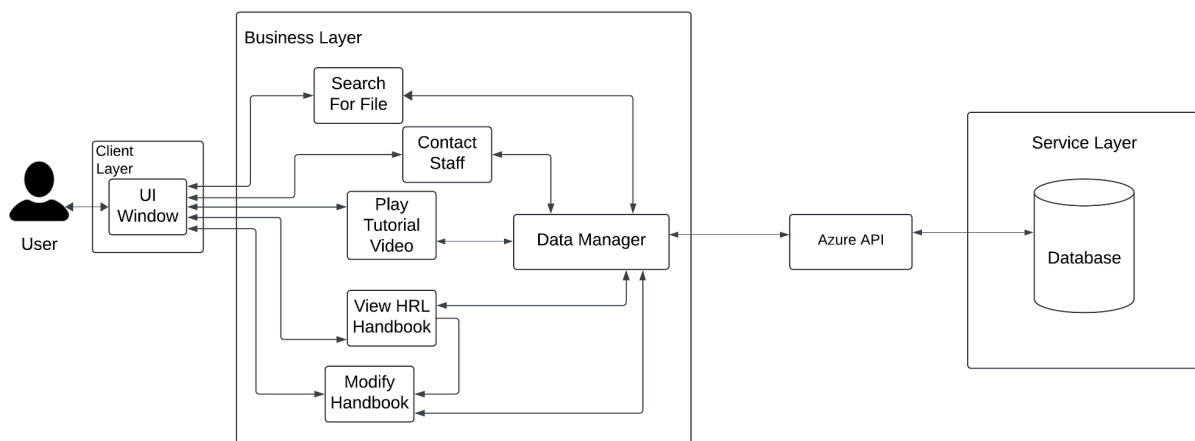 Business Layer
Search
For File
Contact
Staff
Client
Layer
UI
Window
User
Play
Tutorial
Video
Data Manager
View HRL
Handbook
Modify
Handbook
Azure API
Service Layer
Database